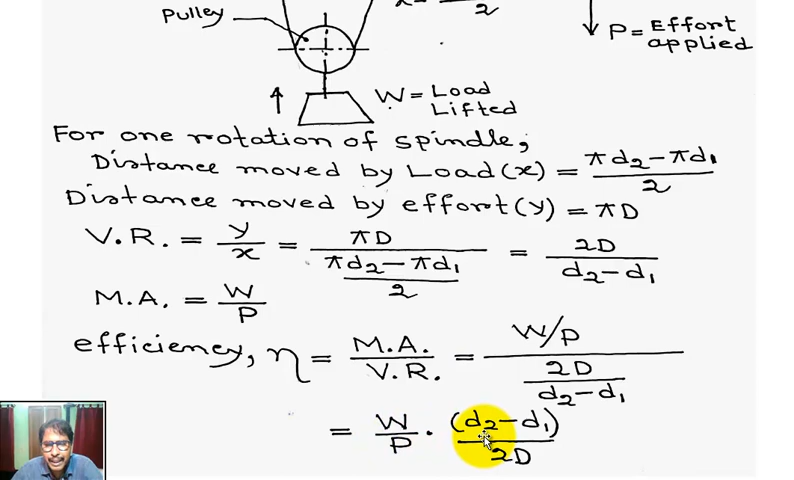 Pulley
2
P = Effort applied
W = Load Lifted
For one rotation of spindle,
Distance moved by Load(x) = (πd₂ − πd₁)/2
Distance moved by effort(y) = πD
V.R. = y/x = πD/((πd₂ − πd₁)/2) = 2D/(d₂ − d₁)
M.A. = W/P
efficiency, η = M.A./V.R. = (W/P)/(2D/(d₂ − d₁))
= W/P · (d₂ − d₁)/2D